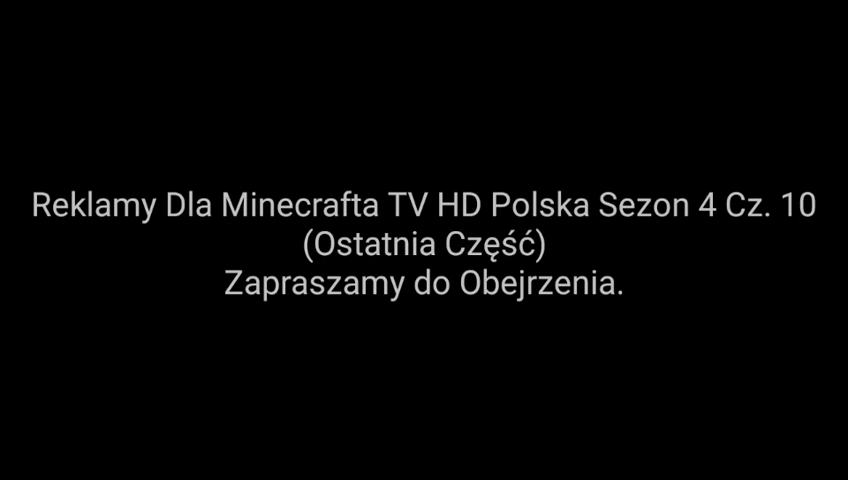 Reklamy Dla Minecrafta TV HD Polska Sezon 4 Cz. 10
(Ostatnia Część)
Zapraszamy do Obejrzenia.